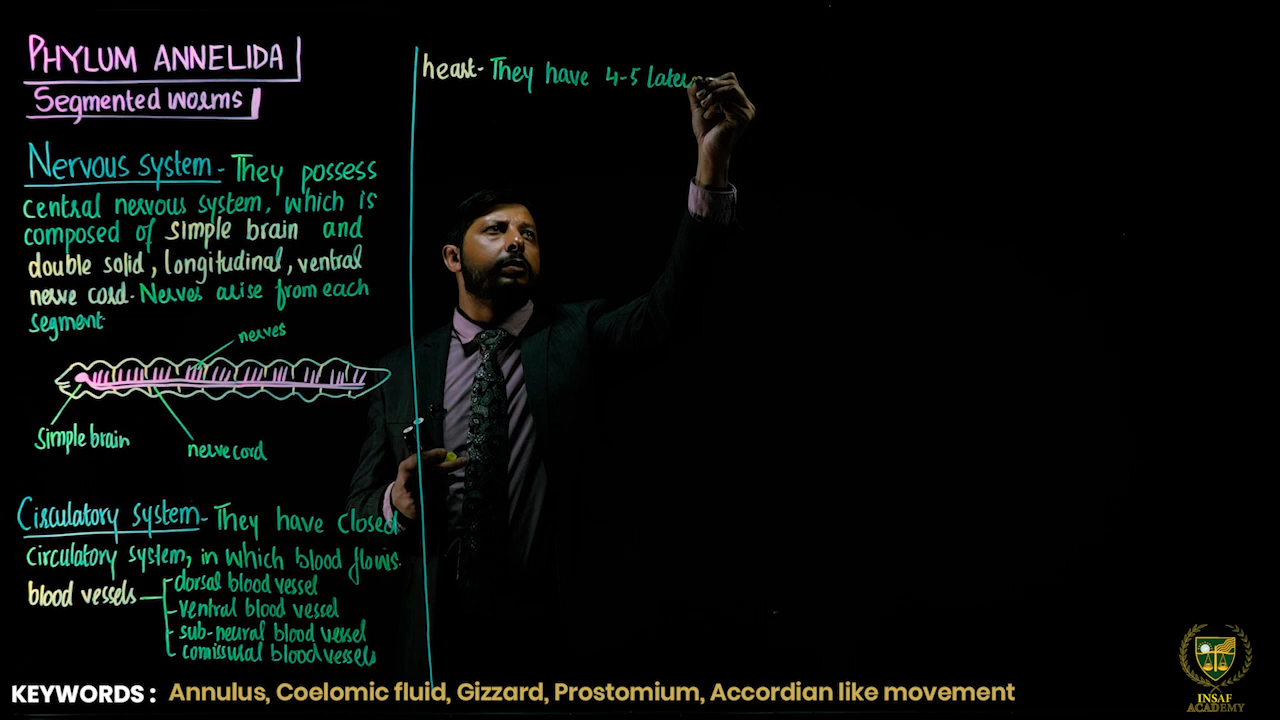 PHYLUM ANNELIDA
Segmented worms
Nervous system - They possess
central nervous system, which is
composed of simple brain and
double solid, longitudinal, ventral
nerve cord. Nerves arise from each
segment
nerves
Simple brain
nerve cord
Circulatory system - They have closed
circulatory system, in which blood flows.
blood vessels
dorsal blood vessel
ventral blood vessel
sub-neural blood vessel
comissural blood vessels
heart - They have 4-5 later
KEYWORDS : Annulus, Coelomic fluid, Gizzard, Prostomium, Accordian like movement
INSAF
ACADEMY